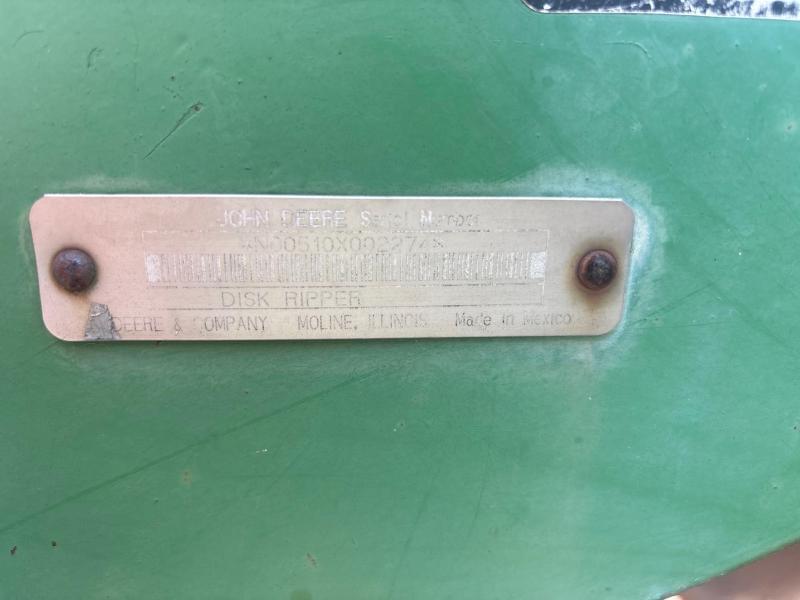 JOHN DEERE Serial Number
*N00510X002274*
DISK RIPPER
DEERE & COMPANY MOLINE, ILLINOIS Made in Mexico